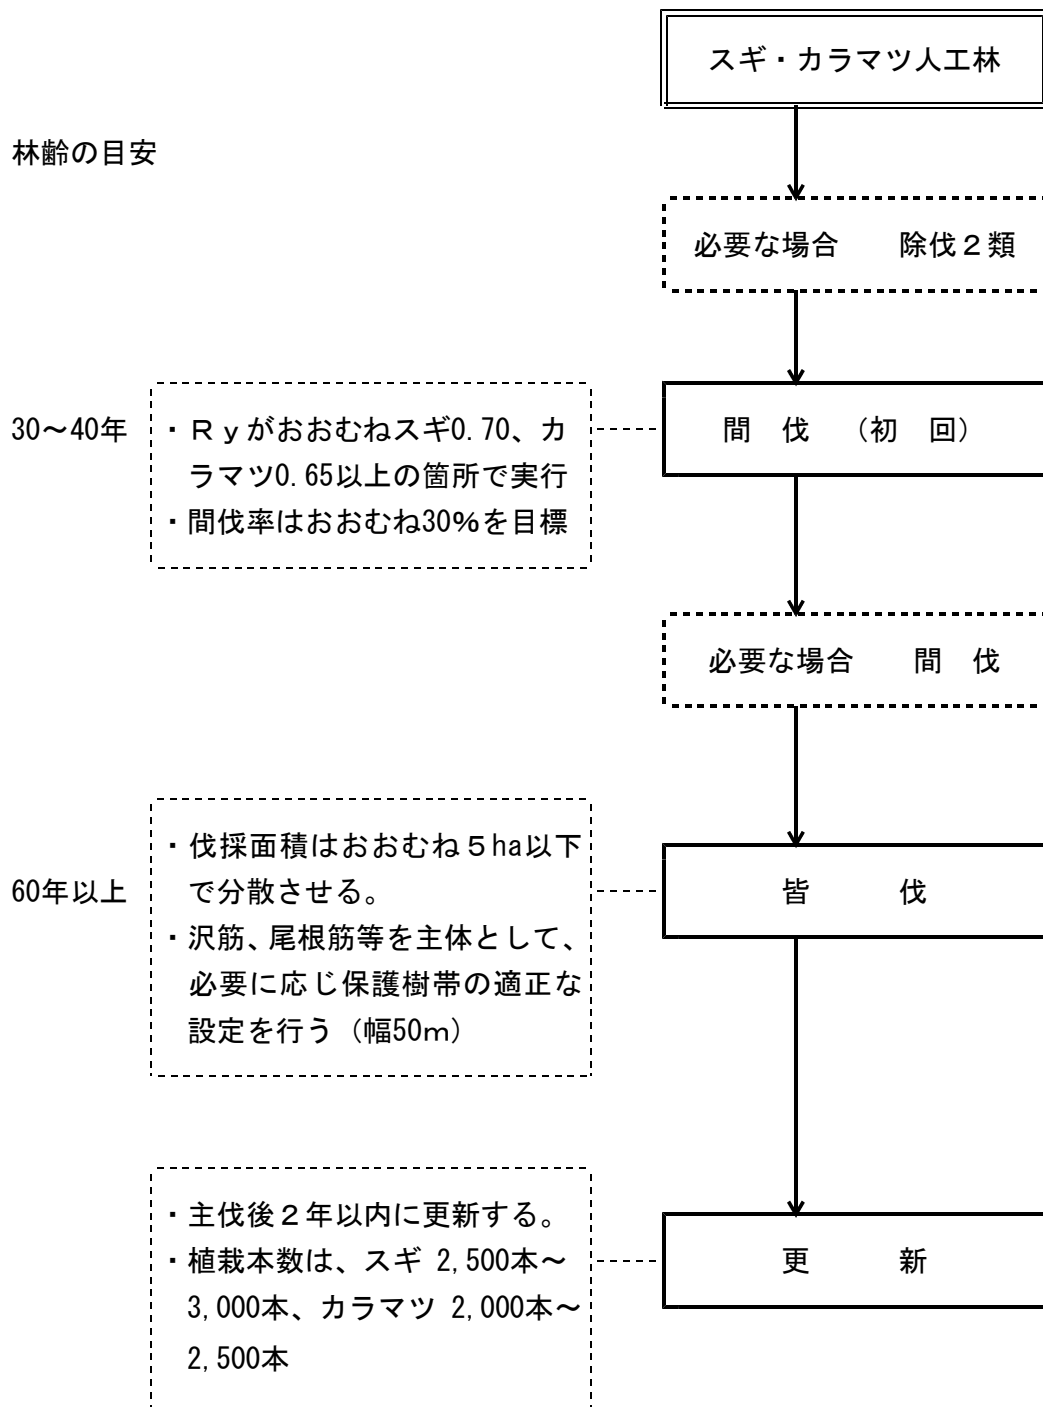 スギ・カラマツ人工林
林齢の目安
必要な場合　　除伐２類
30～40年
・Ｒｙがおおむねスギ0.70、カ
ラマツ0.65以上の箇所で実行
・間伐率はおおむね30％を目標
間　伐　（初　回）
必要な場合　　間　伐
60年以上
・伐採面積はおおむね５ha以下
で分散させる。
・沢筋、尾根筋等を主体として、
必要に応じ保護樹帯の適正な
設定を行う（幅50ｍ）
皆　　　伐
・主伐後２年以内に更新する。
・植栽本数は、スギ 2,500本～
3,000本、カラマツ 2,000本～
2,500本
更　　　新